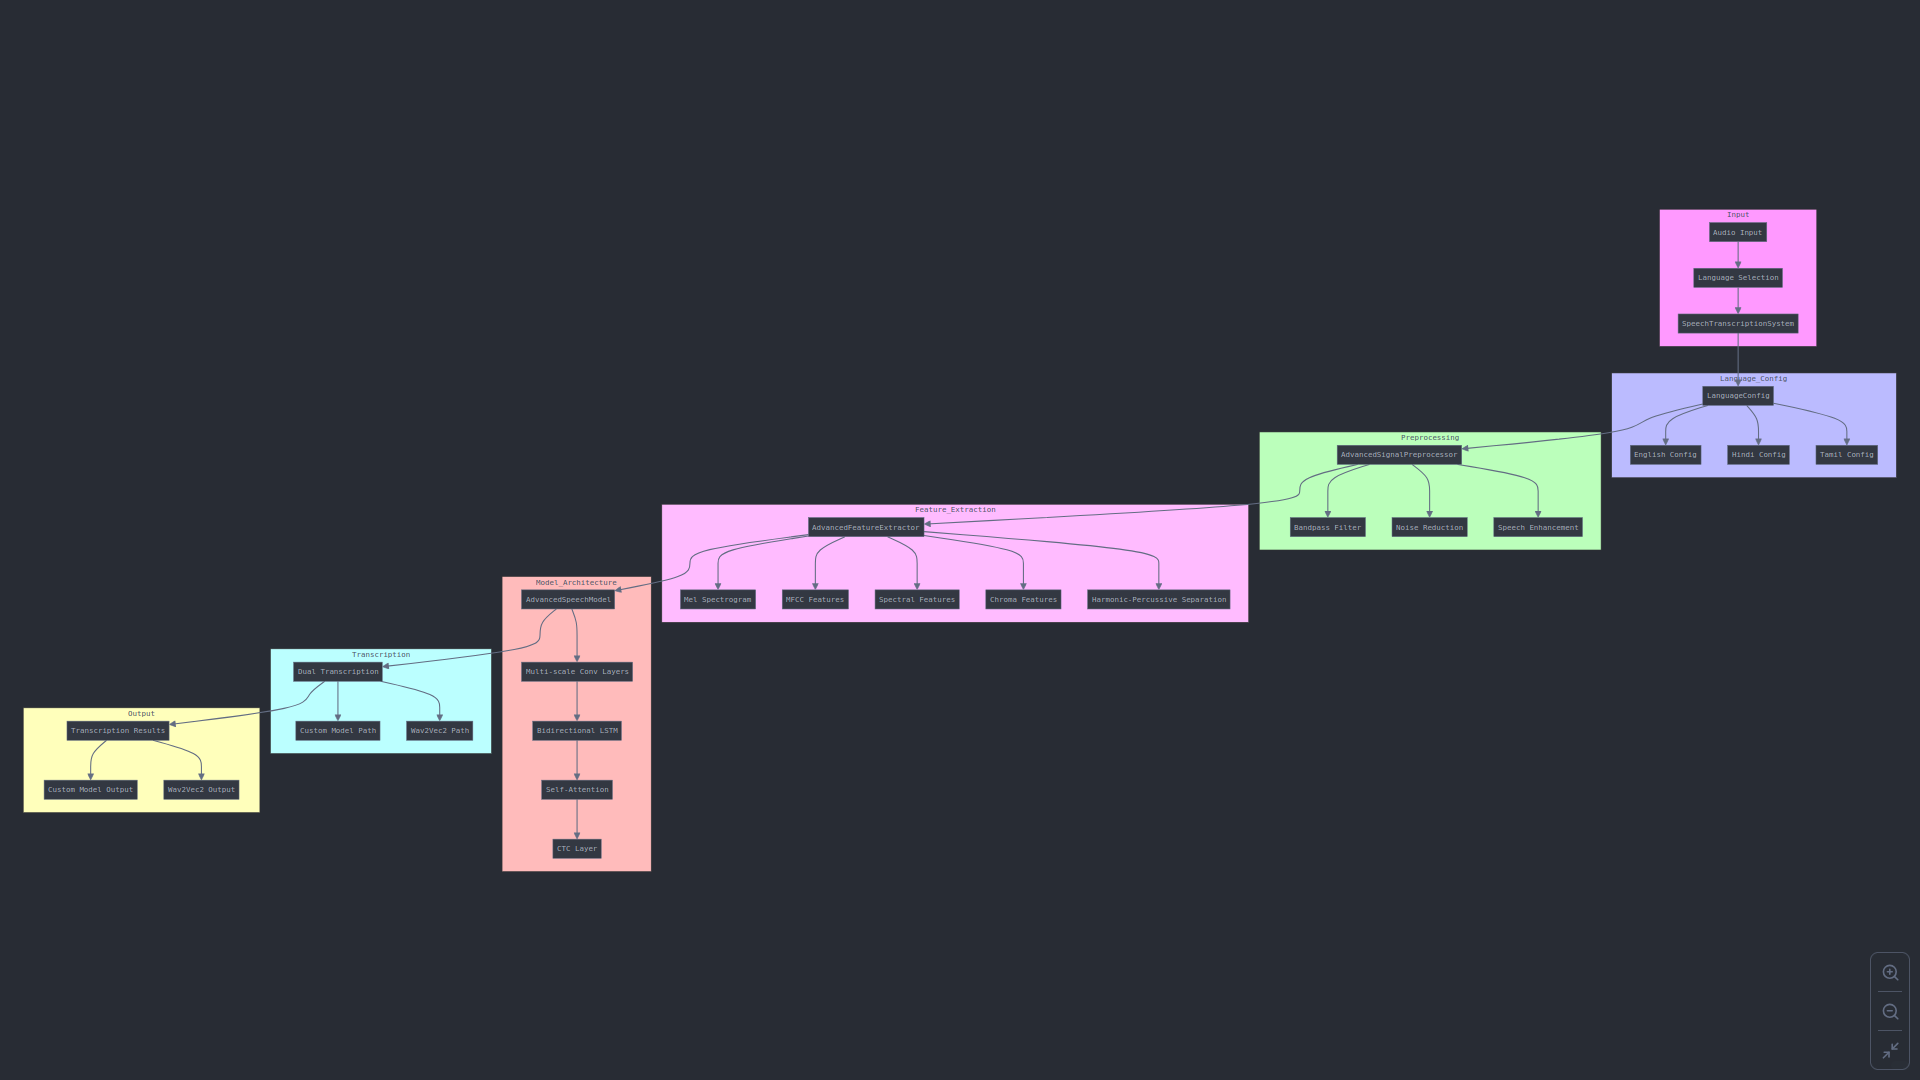 Input
Audio Input
Language Selection
SpeechTranscriptionSystem
Language_Config
LanguageConfig
English Config
Hindi Config
Tamil Config
Preprocessing
AdvancedSignalPreprocessor
Bandpass Filter
Noise Reduction
Speech Enhancement
Feature_Extraction
AdvancedFeatureExtractor
Mel Spectrogram
MFCC Features
Spectral Features
Chroma Features
Harmonic-Percussive Separation
Model_Architecture
AdvancedSpeechModel
Multi-scale Conv Layers
Bidirectional LSTM
Self-Attention
CTC Layer
Transcription
Dual Transcription
Custom Model Path
Wav2Vec2 Path
Output
Transcription Results
Custom Model Output
Wav2Vec2 Output